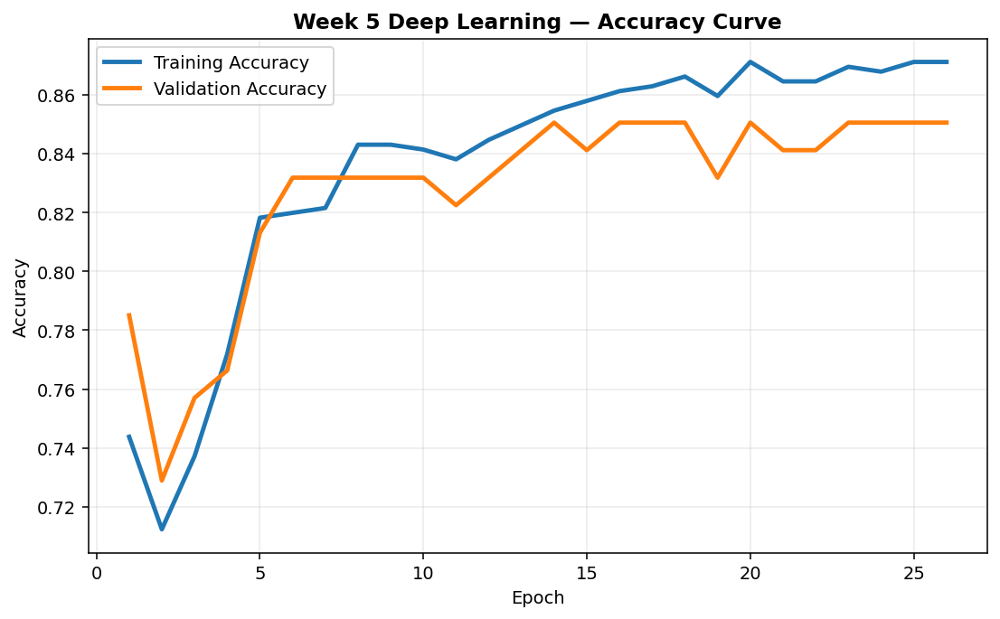 Week 5 Deep Learning — Accuracy Curve
Training Accuracy
Validation Accuracy
Accuracy
0.86
0.84
0.82
0.80
0.78
0.76
0.74
0.72
0
5
10
15
20
25
Epoch